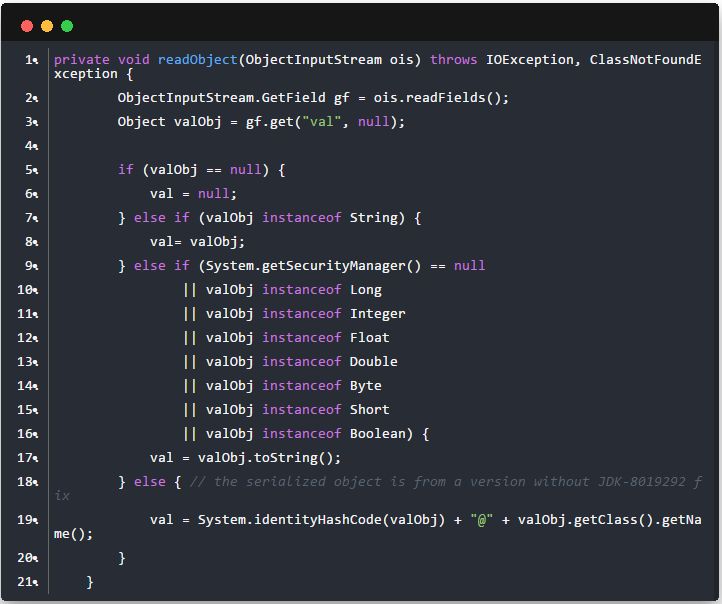 1 private void readObject(ObjectInputStream ois) throws IOException, ClassNotFoundE
xception {
2         ObjectInputStream.GetField gf = ois.readFields();
3         Object valObj = gf.get("val", null);
4
5         if (valObj == null) {
6             val = null;
7         } else if (valObj instanceof String) {
8             val= valObj;
9         } else if (System.getSecurityManager() == null
10                 || valObj instanceof Long
11                 || valObj instanceof Integer
12                 || valObj instanceof Float
13                 || valObj instanceof Double
14                 || valObj instanceof Byte
15                 || valObj instanceof Short
16                 || valObj instanceof Boolean) {
17             val = valObj.toString();
18         } else { // the serialized object is from a version without JDK-8019292 f
ix
19             val = System.identityHashCode(valObj) + "@" + valObj.getClass().getNa
me();
20         }
21     }